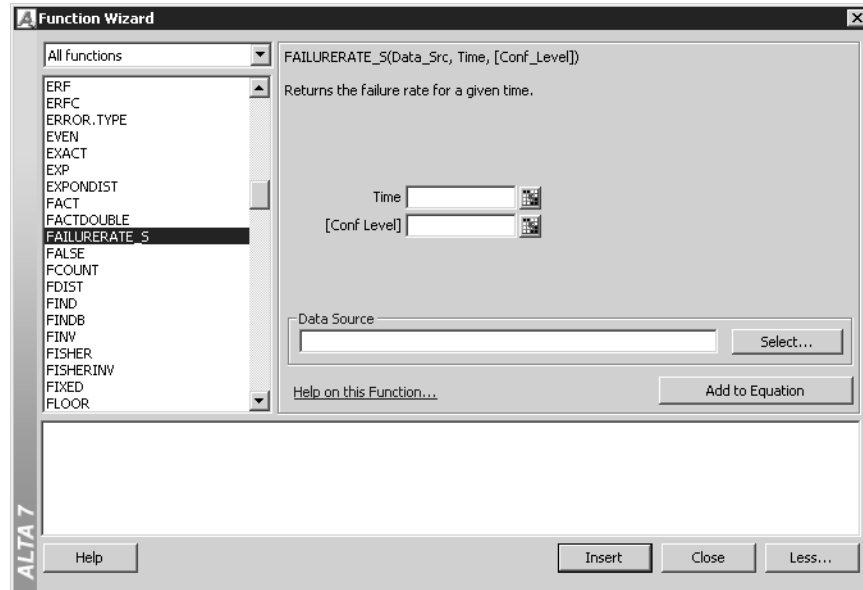 Function Wizard
All functions
ERF
ERFC
ERROR.TYPE
EVEN
EXACT
EXP
EXPONDIST
FACT
FACTDOUBLE
FAILURERATE_S
FALSE
FCOUNT
FDIST
FIND
FINDB
FINV
FISHER
FISHERINV
FIXED
FLOOR
FAILURERATE_S(Data_Src, Time, [Conf_Level])
Returns the failure rate for a given time.
Time
[Conf Level]
Data Source
Select...
Help on this Function...
Add to Equation
ALTA 7
Help
Insert
Close
Less...